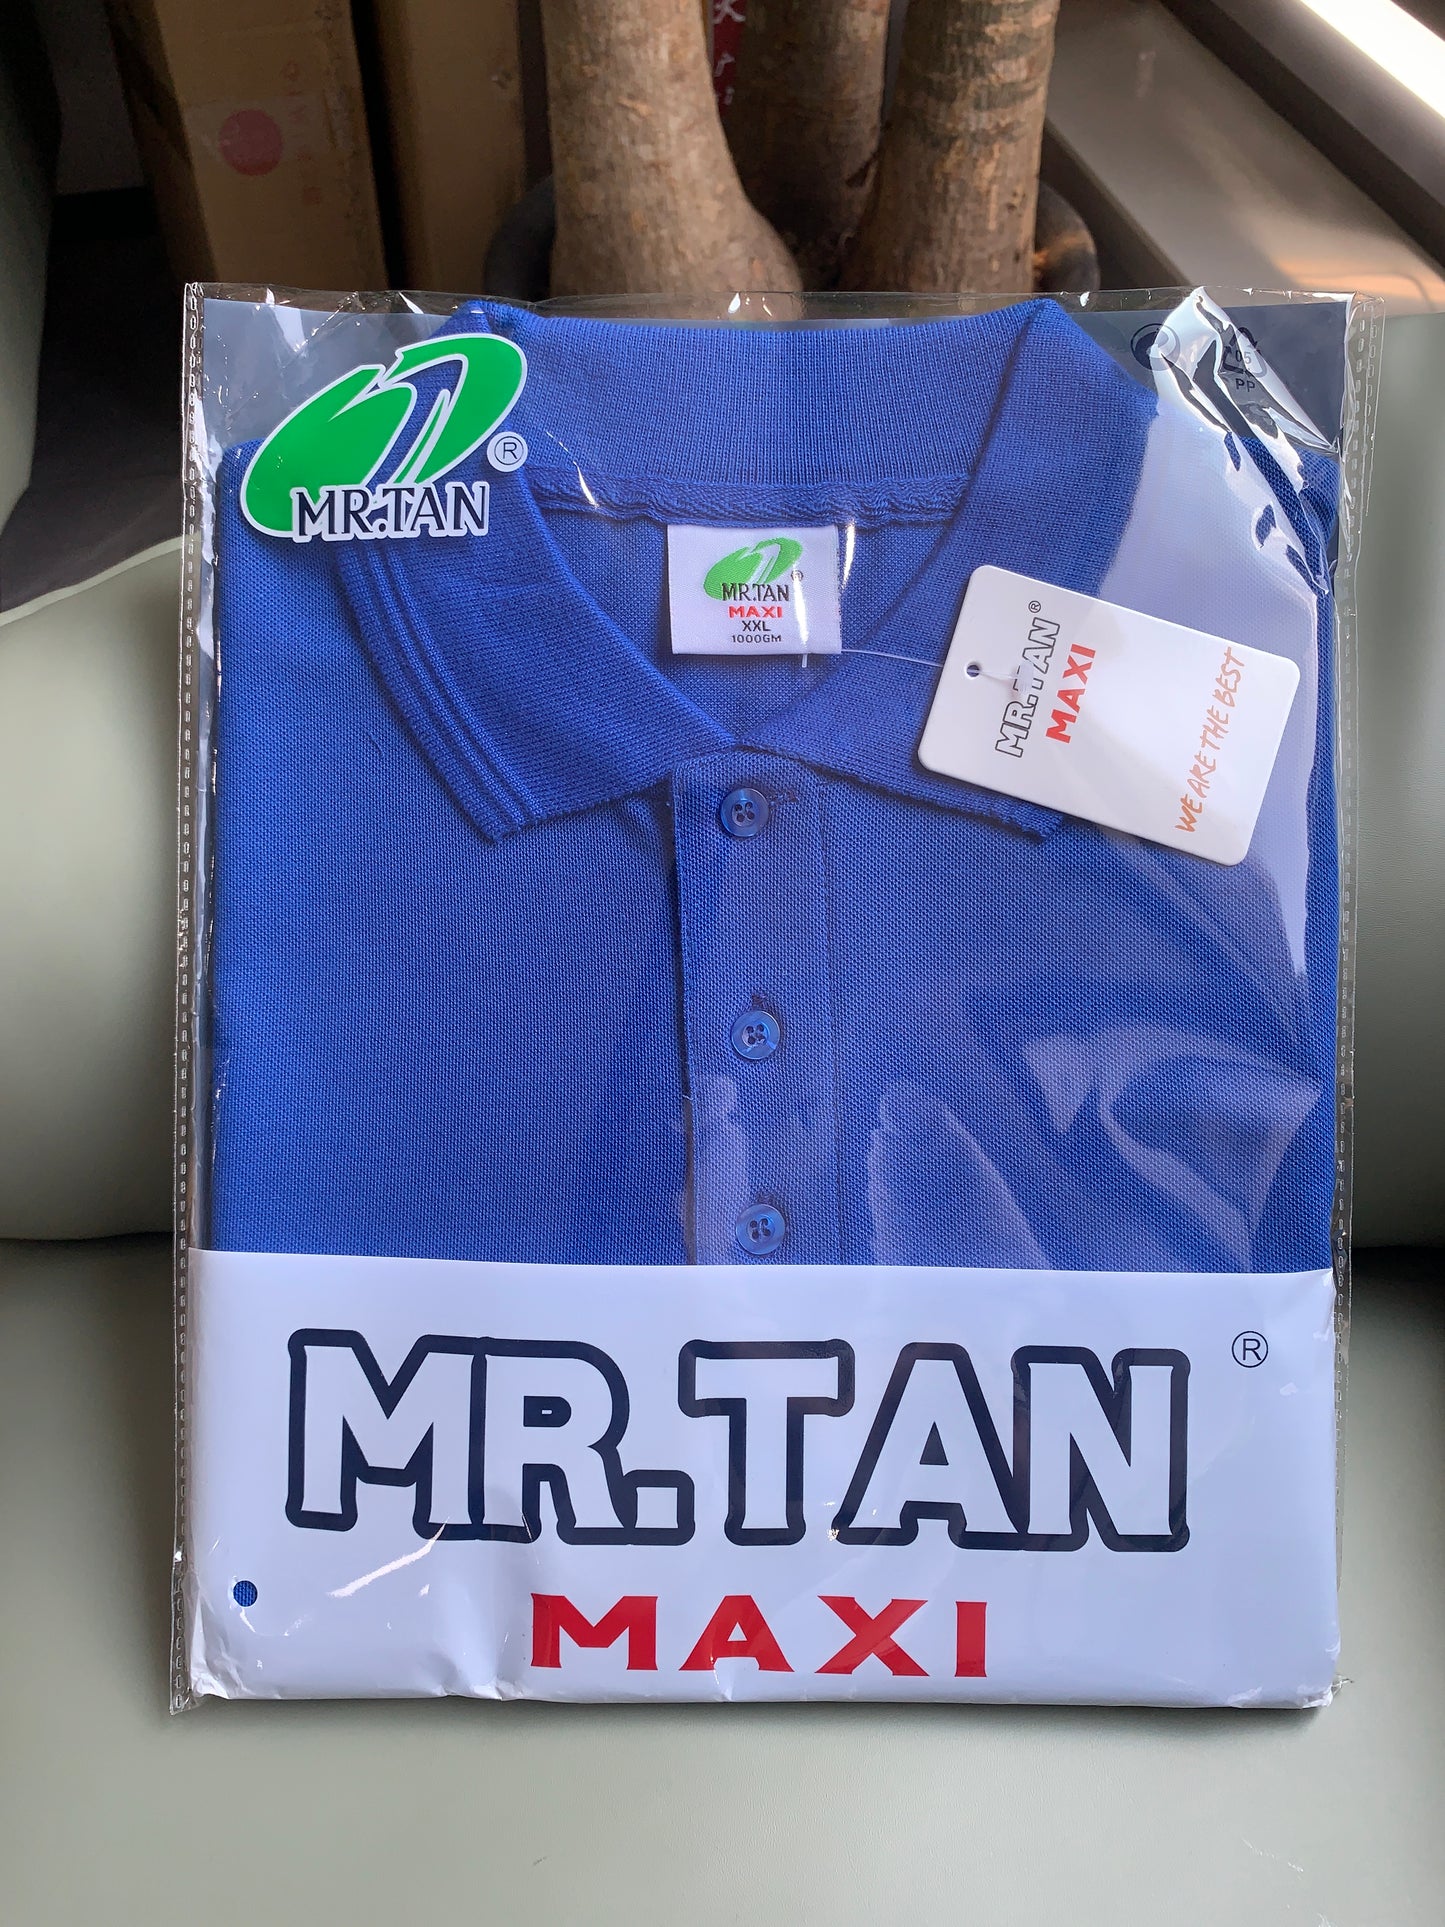 05
PP
®
MR.TAN
®
MR.TAN
MAXI
XXL
1000GM
MR.TAN®
MAXI
WE ARE THE BEST
MR.TAN®
MAXI